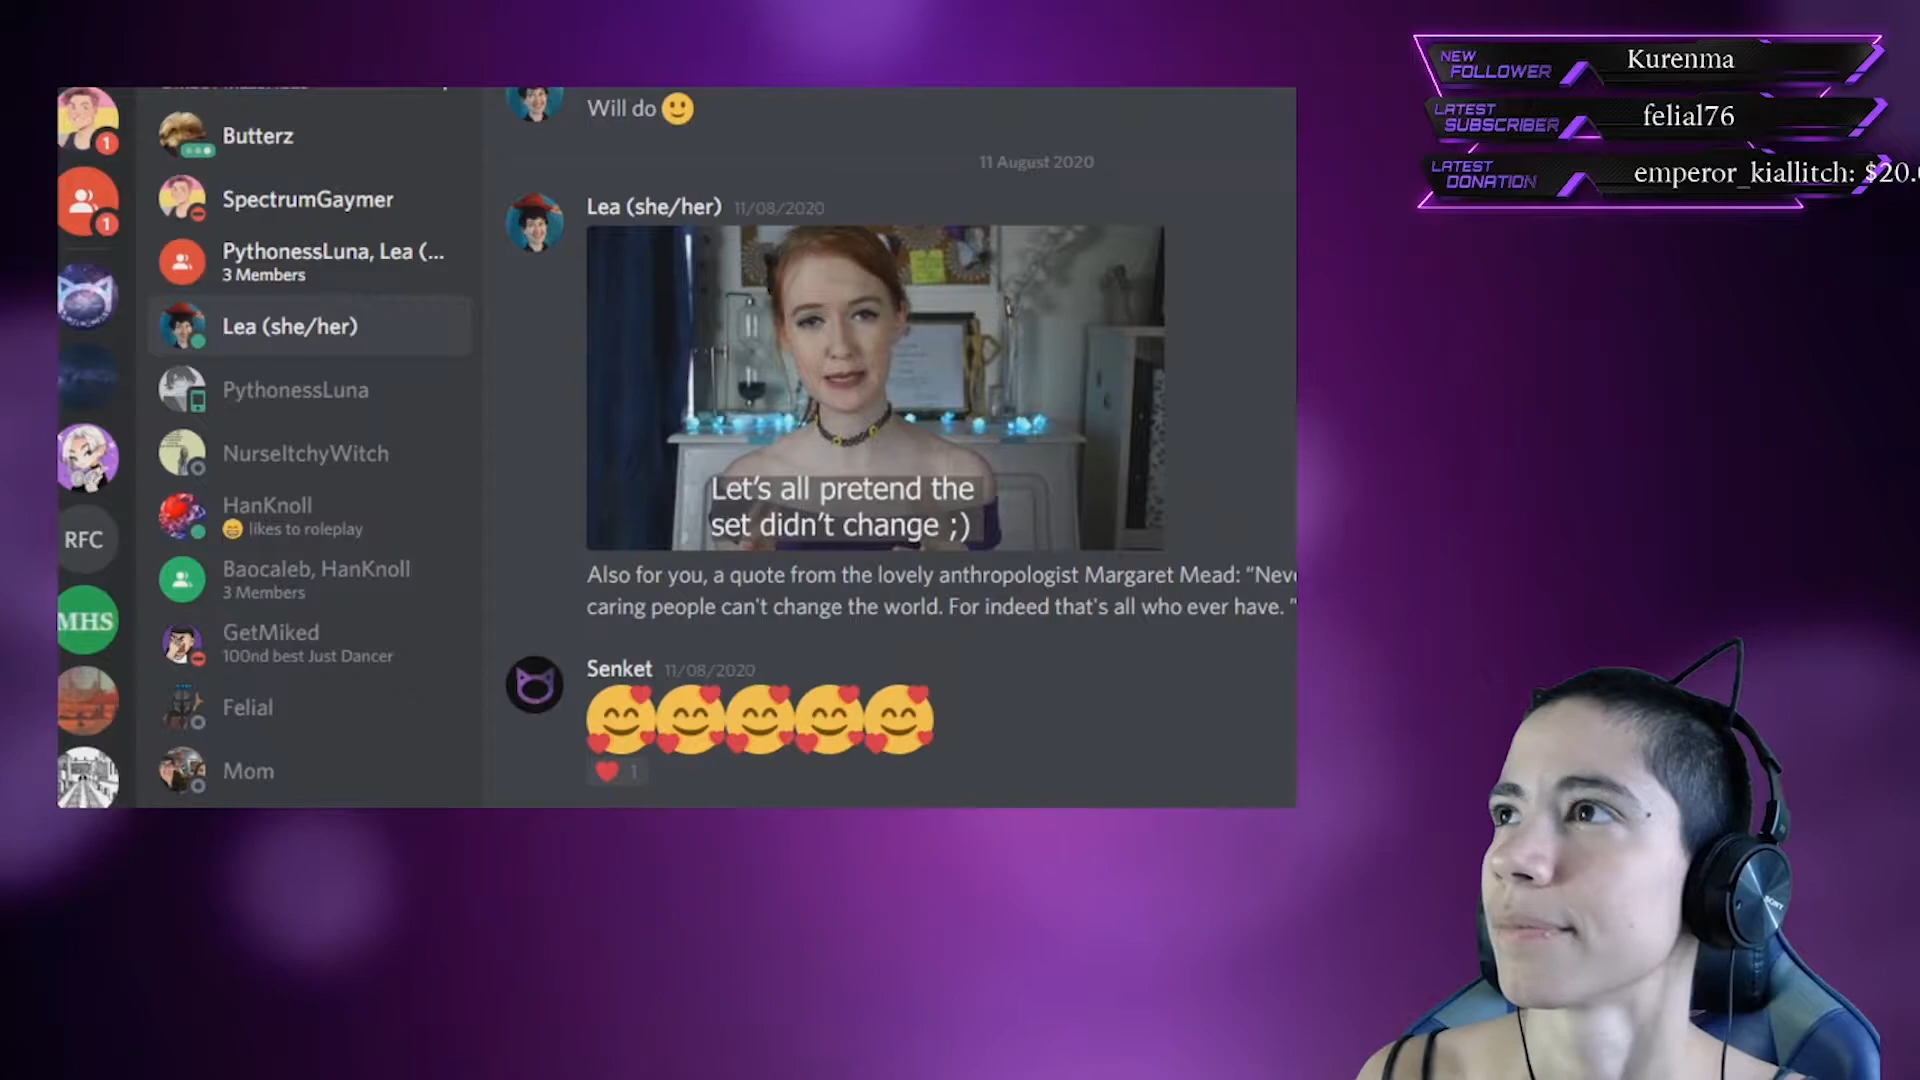 NEW
FOLLOWER
Kurenma
LATEST
SUBSCRIBER
felial76
LATEST
DONATION
emperor_kiallitch: $20.
1
1
RFC
MHS
Butterz
SpectrumGaymer
PythonessLuna, Lea (...
3 Members
Lea (she/her)
PythonessLuna
NurseItchyWitch
HanKnoll
😄 likes to roleplay
Baocaleb, HanKnoll
3 Members
GetMiked
100nd best Just Dancer
Felial
Mom
Will do 🙂
11 August 2020
Lea (she/her) 11/08/2020
Let's all pretend the
set didn't change ;)
Also for you, a quote from the lovely anthropologist Margaret Mead: “Nev
caring people can't change the world. For indeed that's all who ever have. ”
Senket 11/08/2020
🥰🥰🥰🥰🥰
❤️ 1
SONY